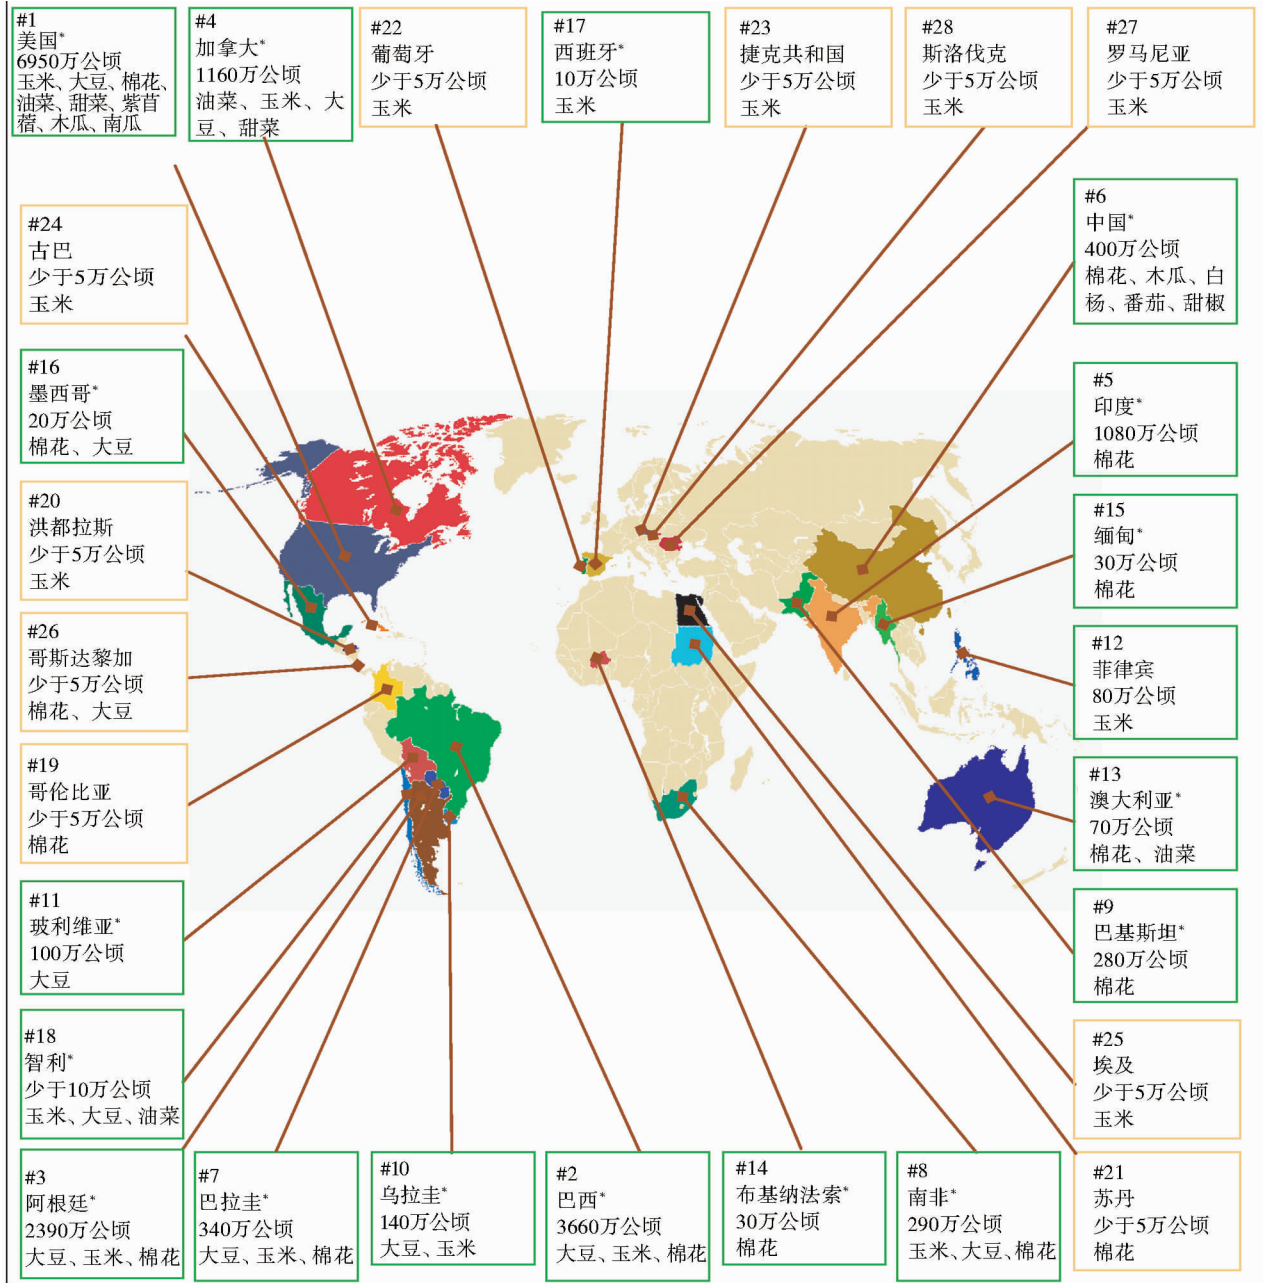 #1
美国*
6950万公顷
玉米、大豆、棉花、
油菜、甜菜、紫苜
蓿、木瓜、南瓜
#4
加拿大*
1160万公顷
油菜、玉米、大
豆、甜菜
#22
葡萄牙
少于5万公顷
玉米
#17
西班牙*
10万公顷
玉米
#23
捷克共和国
少于5万公顷
玉米
#28
斯洛伐克
少于5万公顷
玉米
#27
罗马尼亚
少于5万公顷
玉米
#24
古巴
少于5万公顷
玉米
#16
墨西哥*
20万公顷
棉花、大豆
#20
洪都拉斯
少于5万公顷
玉米
#26
哥斯达黎加
少于5万公顷
棉花、大豆
#19
哥伦比亚
少于5万公顷
棉花
#11
玻利维亚*
100万公顷
大豆
#18
智利*
少于10万公顷
玉米、大豆、油菜
#6
中国*
400万公顷
棉花、木瓜、白
杨、番茄、甜椒
#5
印度*
1080万公顷
棉花
#15
缅甸*
30万公顷
棉花
#12
菲律宾
80万公顷
玉米
#13
澳大利亚*
70万公顷
棉花、油菜
#9
巴基斯坦*
280万公顷
棉花
#25
埃及
少于5万公顷
玉米
#3
阿根廷*
2390万公顷
大豆、玉米、棉花
#7
巴拉圭*
340万公顷
大豆、玉米、棉花
#10
乌拉圭*
140万公顷
大豆、玉米
#2
巴西*
3660万公顷
大豆、玉米、棉花
#14
布基纳法索*
30万公顷
棉花
#8
南非*
290万公顷
玉米、大豆、棉花
#21
苏丹
少于5万公顷
棉花